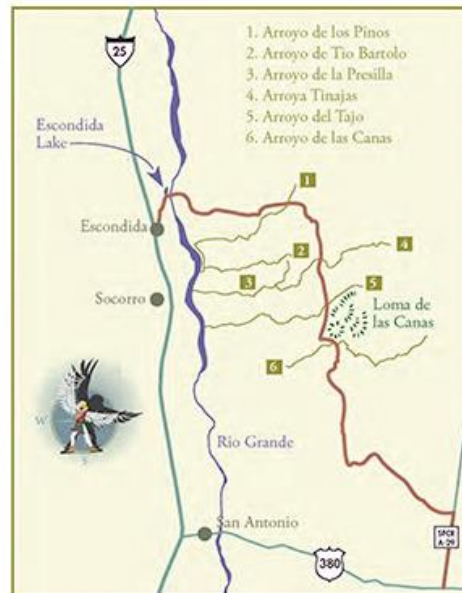 25
1. Arroyo de los Pinos
2. Arroyo de Tio Bartolo
3. Arroyo de la Presilla
4. Arroya Tinajas
5. Arroyo del Tajo
6. Arroyo de las Canas
Escondida
Lake
1
Escondida
2
4
3
5
Socorro
Loma de
las Canas
6
W
S
Rio Grande
San Antonio
SPCR
A-29
380